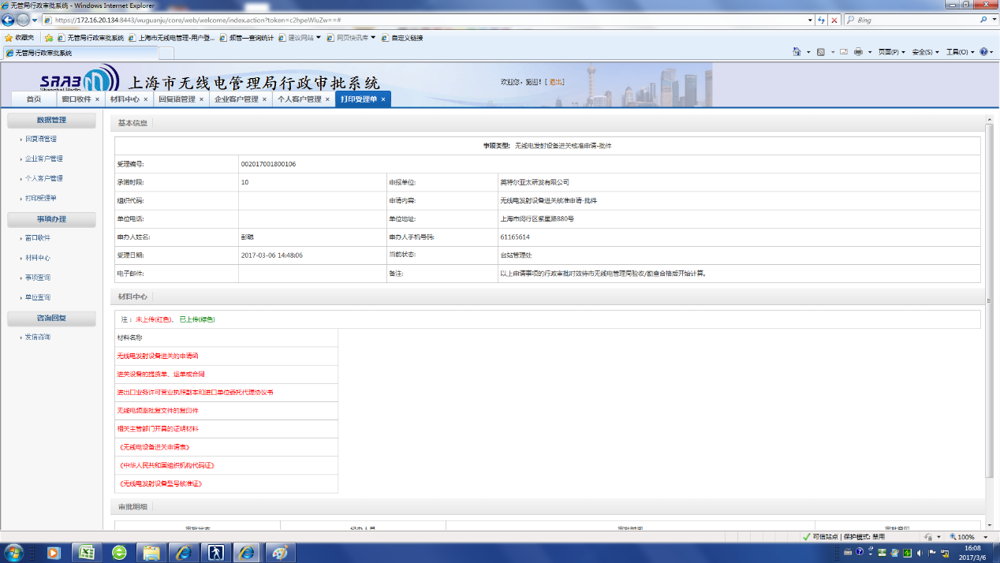 无管局行政审批系统 - Windows Internet Explorer
https://172.16.20.134:8443/wuguanju/core/web/welcome/index.action?token=c2hpeWluZw==#
Bing
收藏夹 无管局行政审批系统 上海市无线电管理-用户登... 频管一查询统计 建议网站 网页快讯库 自定义链接
无管局行政审批系统
页面(P) 安全(S) 工具(O)
SRRB
Shanghai Radio
上海市无线电管理局行政审批系统
欢迎您, 施迎! [ 退出]
首页 窗口收件 × 材料中心 × 回复语管理 × 企业客户管理 × 个人客户管理 × 打印受理单 ×
数据管理
回复语管理
企业客户管理
个人客户管理
打印受理单
事项办理
窗口收件
材料中心
事项查询
单位查询
咨询回复
发信咨询
基本信息
事项类型: 无线电发射设备进关核准申请-批件
受理编号: 002017001800106
承诺时限: 10 申报单位: 英特尔亚太研发有限公司
组织代码: 申请内容: 无线电发射设备进关核准申请-批件
单位电话: 单位地址: 上海市闵行区紫星路880号
申办人姓名: 彭聪 申办人手机号码: 61165614
受理日期: 2017-03-06 14:48:06 当前状态: 台站管理处
电子邮件: 备注: 以上申请事项的行政审批时效待市无线电管理局验收/勘查合格后开始计算。
材料中心
注: 未上传(红色)、 已上传(绿色)
材料名称
无线电发射设备进关的申请函
进关设备的提货单、运单或合同
进出口业务许可营业执照副本和进口单位委托代理协议书
无线电频率批复文件的复印件
相关主管部门开具的证明材料
《无线电设备进关申请表》
《中华人民共和国组织机构代码证》
《无线电发射设备型号核准证》
审批明细
审批状态 经办人员 审批时间 审批意见
可信站点 | 保护模式: 禁用
100%
16:08
2017/3/6